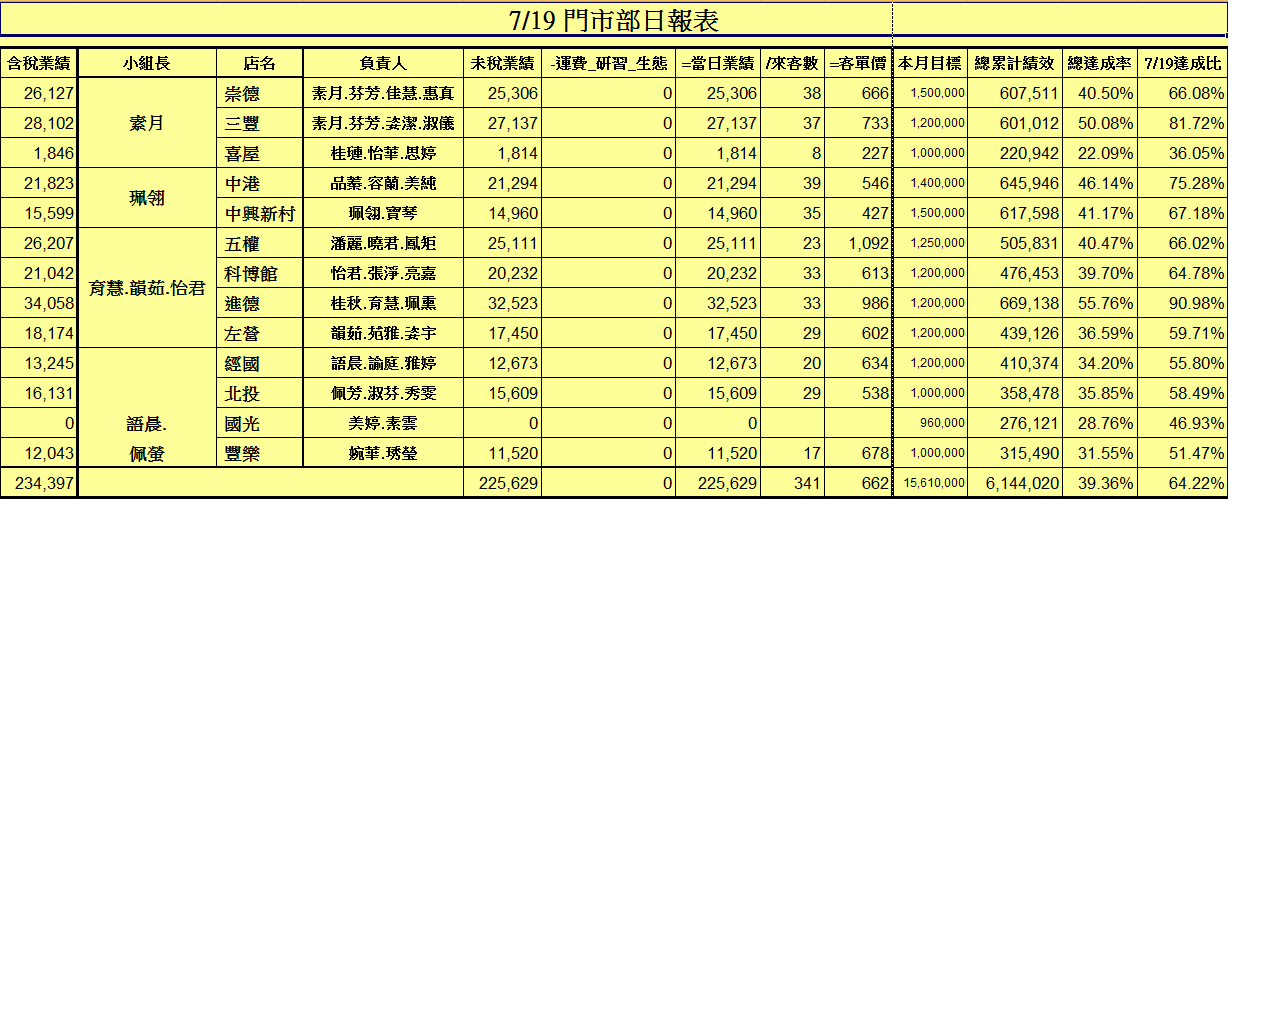 7/19 門市部日報表
含稅業績 小組長 店名 負責人 未稅業績 -運費_研習_生態 =當日業績 /來客數 =客單價 本月目標 總累計績效 總達成率 7/19達成比
26,127 素月 崇德 素月.芬芳.佳慧.惠真 25,306 0 25,306 38 666 1,500,000 607,511 40.50% 66.08%
28,102 三豐 素月.芬芳.姿潔.淑儀 27,137 0 27,137 37 733 1,200,000 601,012 50.08% 81.72%
1,846 喜屋 桂璉.怡華.思婷 1,814 0 1,814 8 227 1,000,000 220,942 22.09% 36.05%
21,823 珮翎 中港 品蓁.容蘭.美純 21,294 0 21,294 39 546 1,400,000 645,946 46.14% 75.28%
15,599 中興新村 珮翎.寶琴 14,960 0 14,960 35 427 1,500,000 617,598 41.17% 67.18%
26,207 育慧.韻茹.怡君 五權 潘麗.曉君.鳳矩 25,111 0 25,111 23 1,092 1,250,000 505,831 40.47% 66.02%
21,042 科博館 怡君.張淨.亮嘉 20,232 0 20,232 33 613 1,200,000 476,453 39.70% 64.78%
34,058 進德 桂秋.育慧.珮熏 32,523 0 32,523 33 986 1,200,000 669,138 55.76% 90.98%
18,174 左營 韻茹.苑雅.姿宇 17,450 0 17,450 29 602 1,200,000 439,126 36.59% 59.71%
13,245 經國 語晨.諭庭.雅婷 12,673 0 12,673 20 634 1,200,000 410,374 34.20% 55.80%
16,131 北投 佩芳.淑芬.秀雯 15,609 0 15,609 29 538 1,000,000 358,478 35.85% 58.49%
0 語晨. 國光 美婷.素雲 0 0 0 960,000 276,121 28.76% 46.93%
12,043 佩螢 豐樂 婉華.琇瑩 11,520 0 11,520 17 678 1,000,000 315,490 31.55% 51.47%
234,397 225,629 0 225,629 341 662 15,610,000 6,144,020 39.36% 64.22%